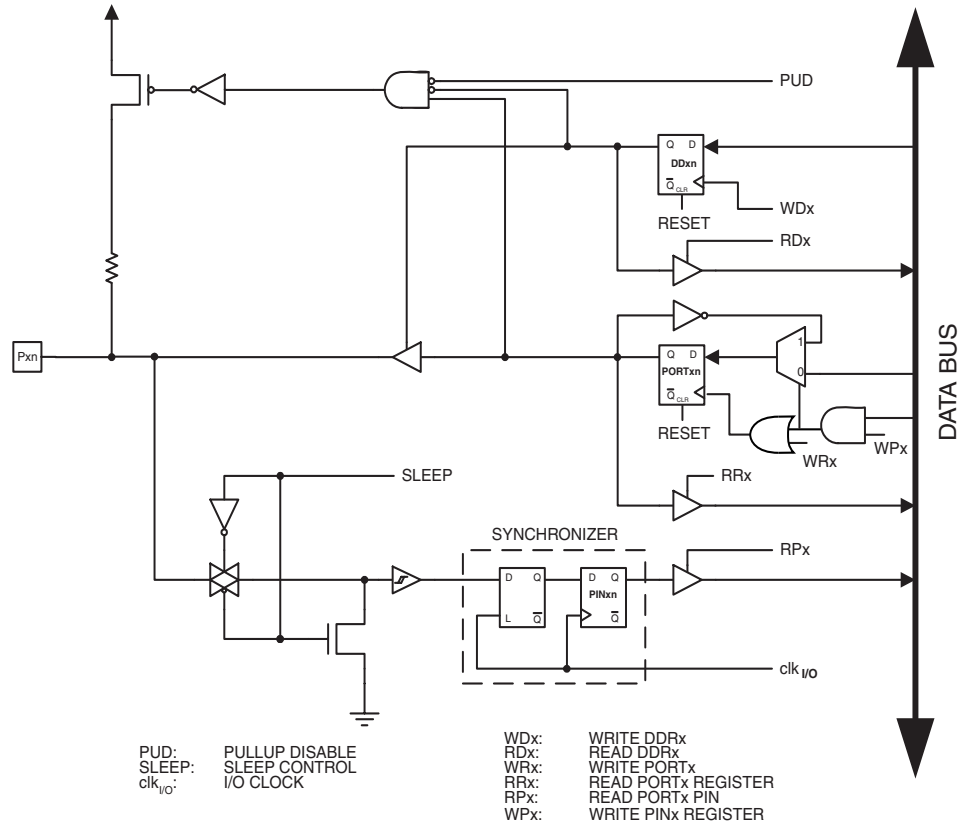 PUD
Q D
DDxn
Q CLR
WDx
RESET
RDx
Pxn
1
Q D
PORTxn
0
Q CLR
RESET
WRx
WPx
DATA BUS
SLEEP
RRx
SYNCHRONIZER
RPx
D Q
L Q
D Q
PINxn
Q
clk I/O
PUD: PULLUP DISABLE
SLEEP: SLEEP CONTROL
clkI/O: I/O CLOCK
WDx: WRITE DDRx
RDx: READ DDRx
WRx: WRITE PORTx
RRx: READ PORTx REGISTER
RPx: READ PORTx PIN
WPx: WRITE PINx REGISTER